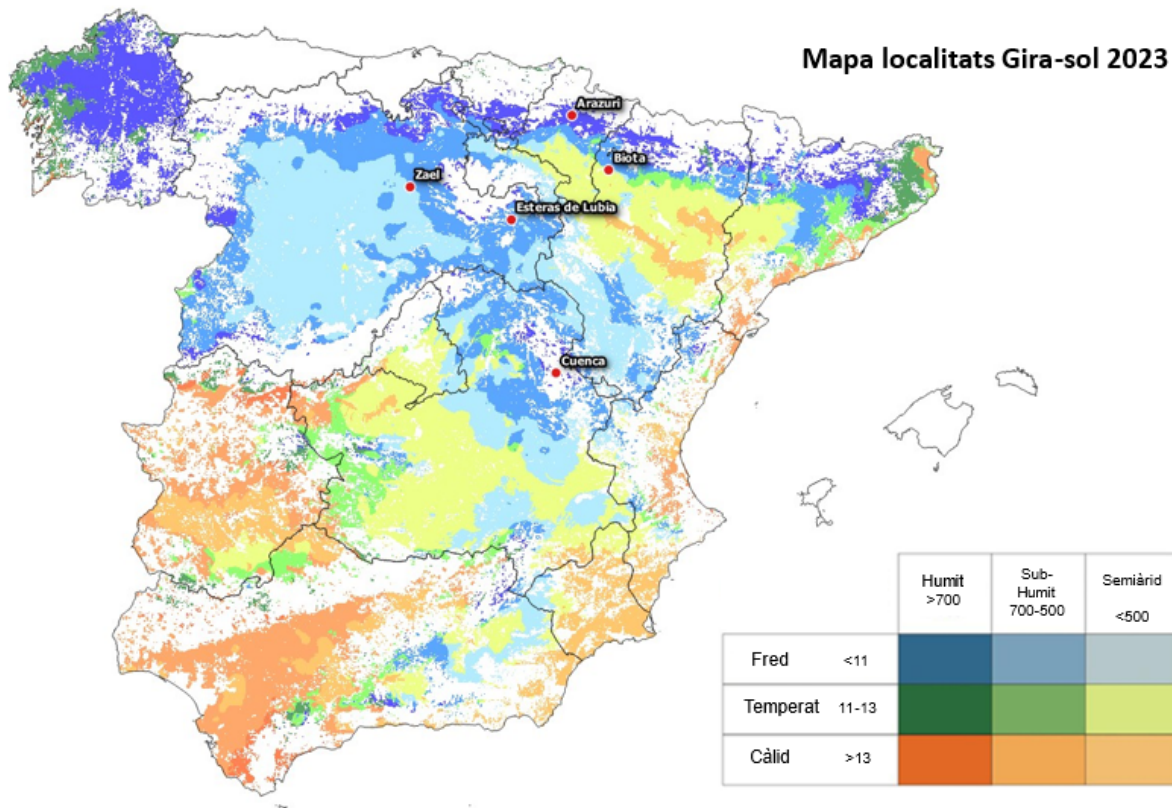 Mapa localitats Gira-sol 2023
Arazuri
Biota
Zael
Esteras de Lubia
Cuenca
Humit
>700
Sub-
Humit
700-500
Semiàrid
<500
Fred <11
Temperat 11-13
Càlid >13